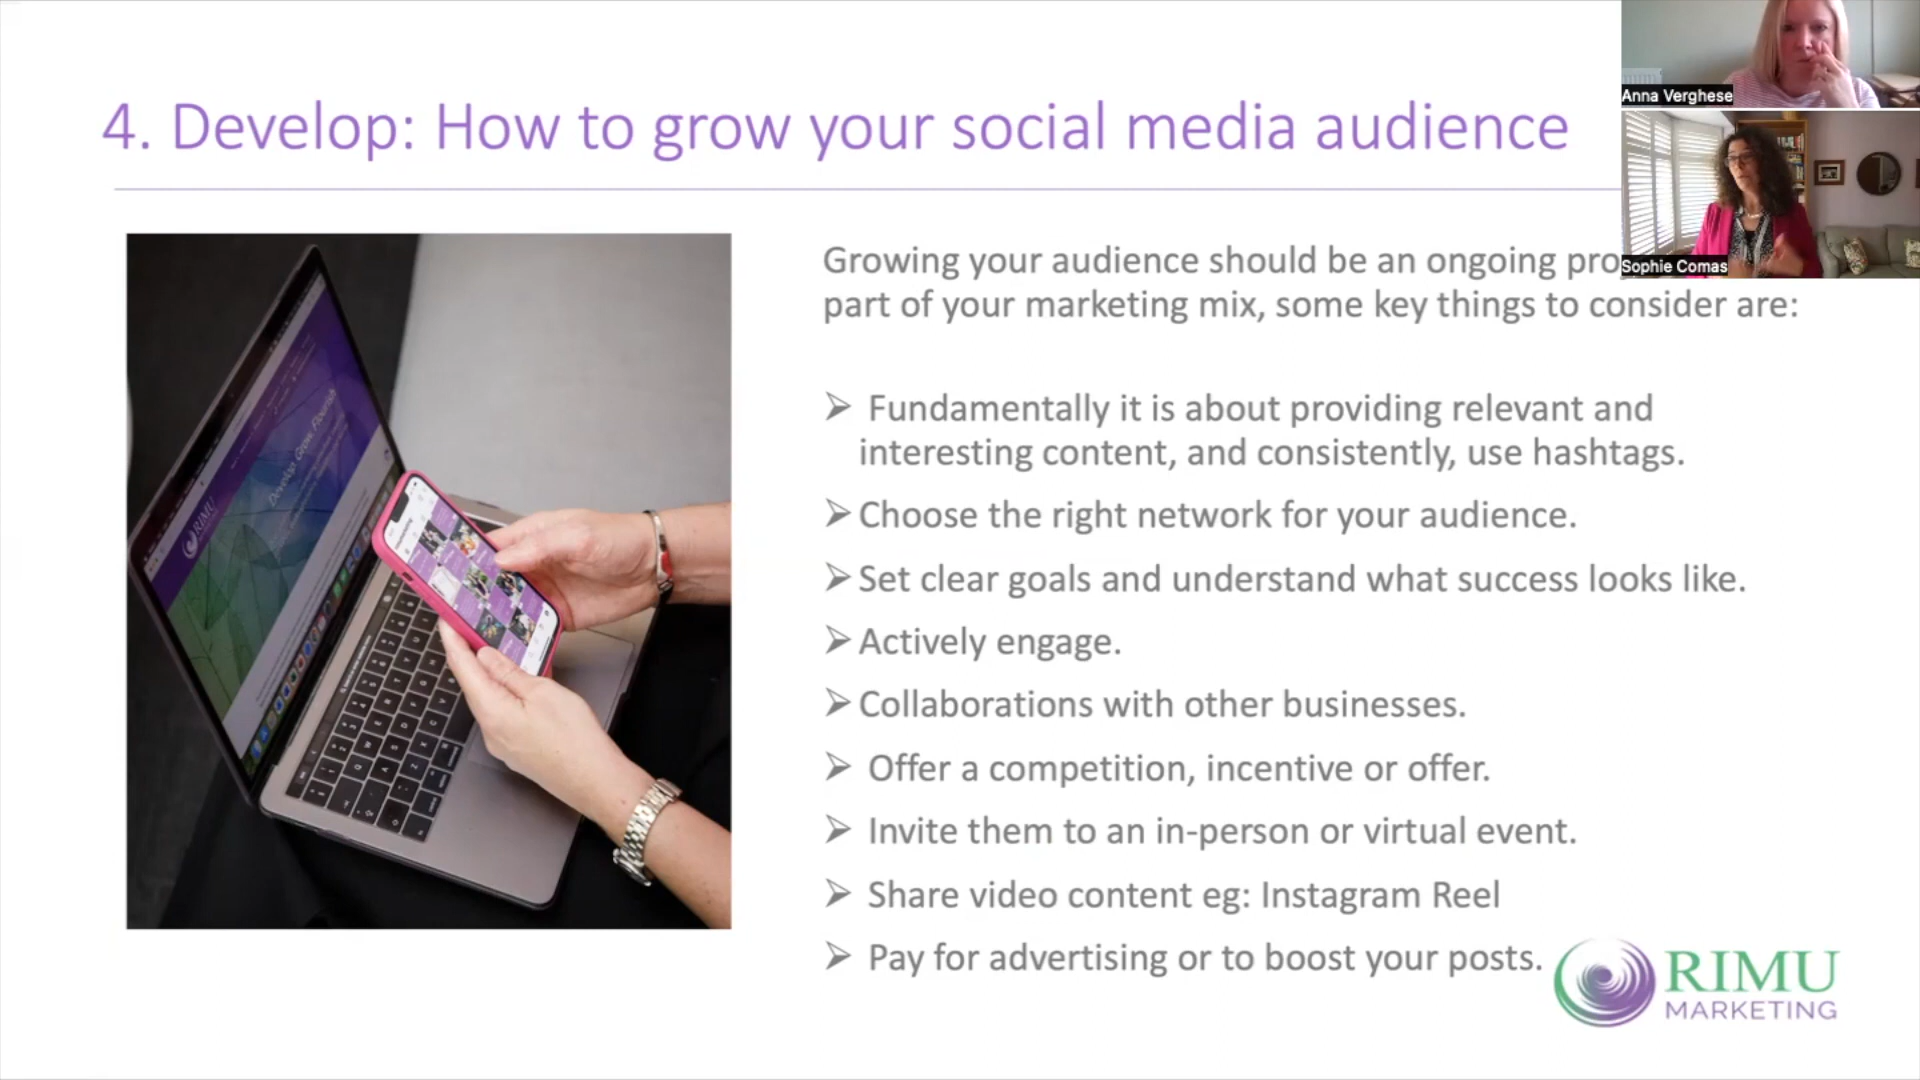 4. Develop: How to grow your social media audience
Anna Verghese
Sophie Comas
Growing your audience should be an ongoing
part of your marketing mix, some key things to consider are:
➢ Fundamentally it is about providing relevant and
interesting content, and consistently, use hashtags.
➢ Choose the right network for your audience.
➢ Set clear goals and understand what success looks like.
➢ Actively engage.
➢ Collaborations with other businesses.
➢ Offer a competition, incentive or offer.
➢ Invite them to an in-person or virtual event.
➢ Share video content eg: Instagram Reel
➢ Pay for advertising or to boost your posts.
RIMU
MARKETING
RIMU
Develop. Grow. Flourish